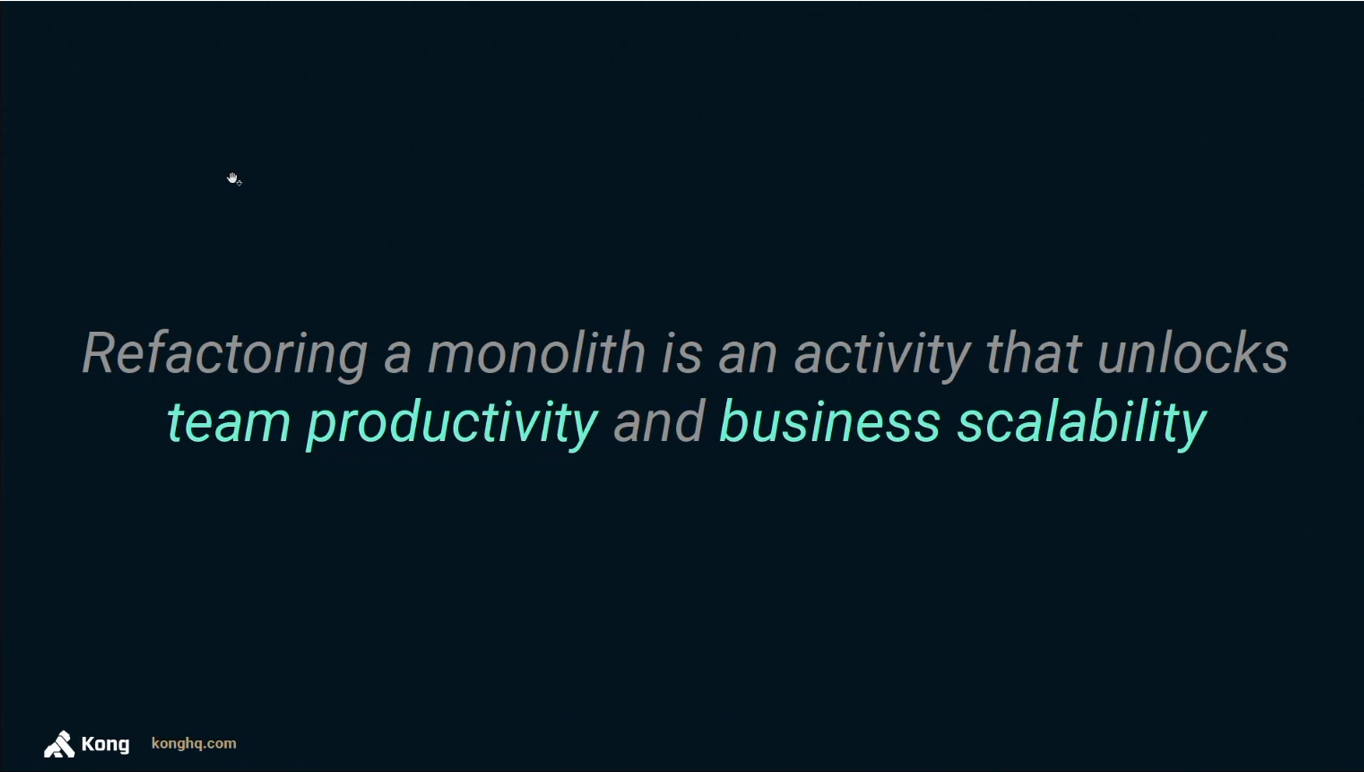 Refactoring a monolith is an activity that unlocks
team productivity and business scalability
Kong konghq.com